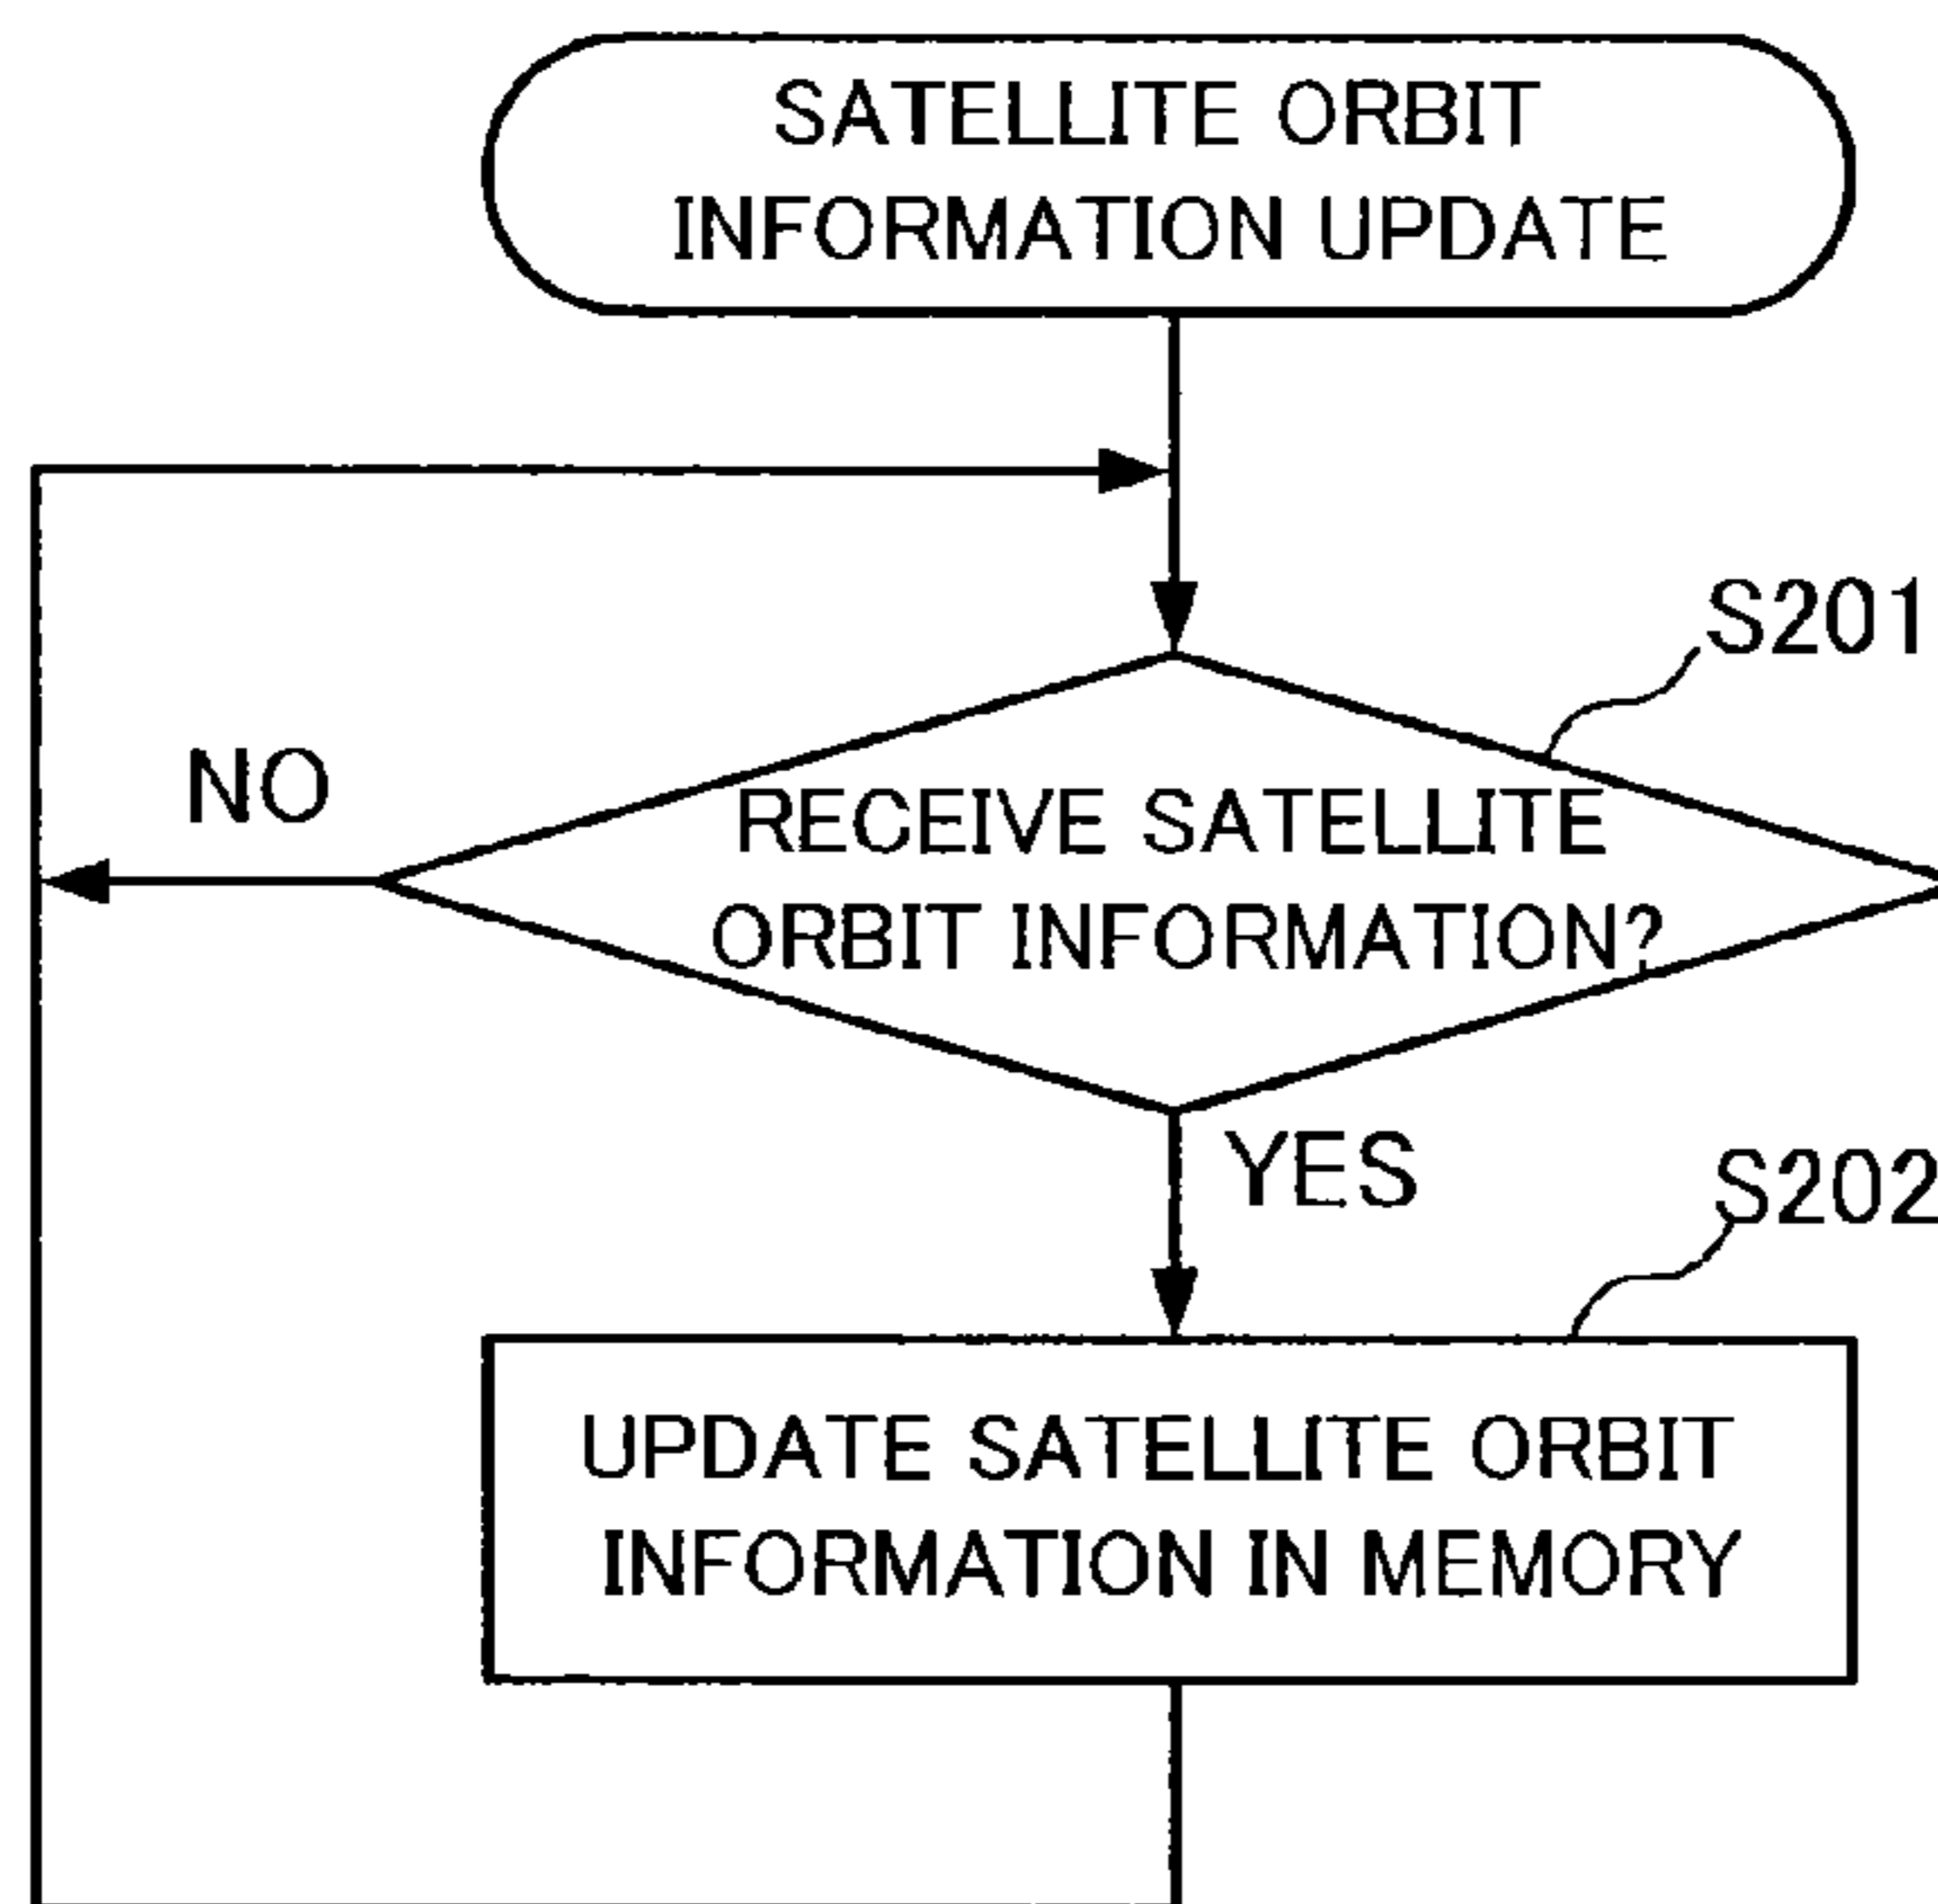 SATELLITE ORBIT
INFORMATION UPDATE
S201
NO
RECEIVE SATELLITE
ORBIT INFORMATION?
YES
S202
UPDATE SATELLITE ORBIT
INFORMATION IN MEMORY